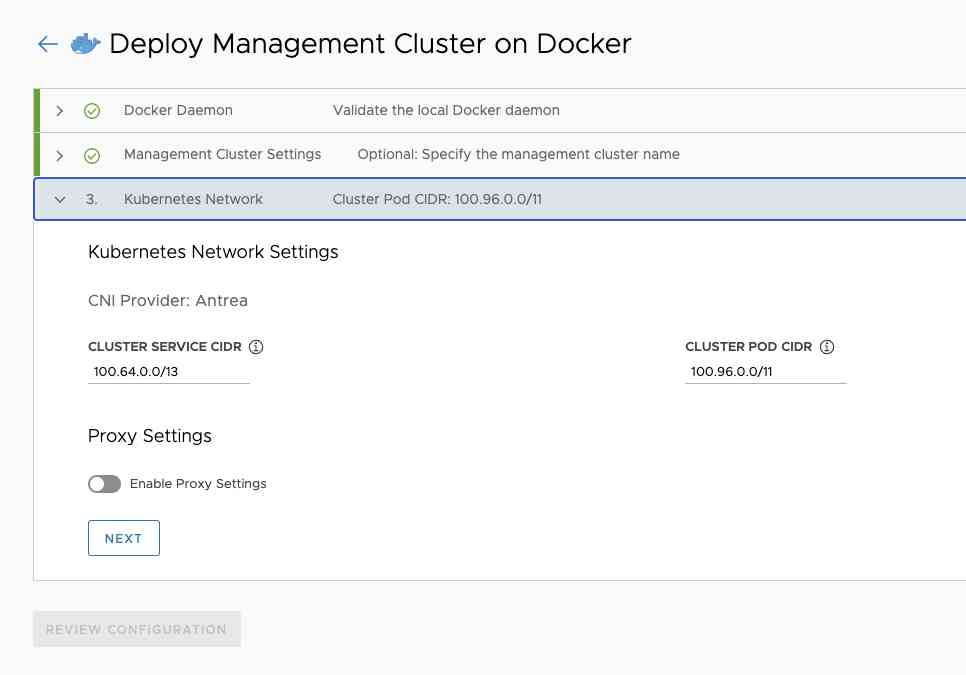 Deploy Management Cluster on Docker
Docker Daemon Validate the local Docker daemon
Management Cluster Settings Optional: Specify the management cluster name
3. Kubernetes Network Cluster Pod CIDR: 100.96.0.0/11
Kubernetes Network Settings
CNI Provider: Antrea
CLUSTER SERVICE CIDR CLUSTER POD CIDR
100.64.0.0/13 100.96.0.0/11
Proxy Settings
Enable Proxy Settings
NEXT
REVIEW CONFIGURATION